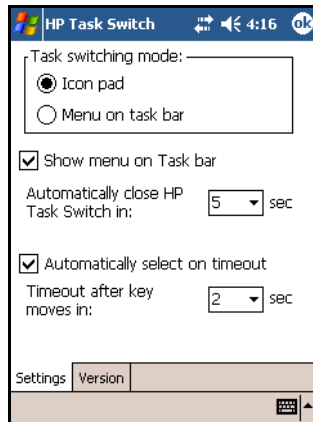 HP Task Switch 4:16 ok
Task switching mode:
Icon pad
Menu on task bar
Show menu on Task bar
Automatically close HP
Task Switch in:
5 sec
Automatically select on timeout
Timeout after key
moves in:
2 sec
Settings Version